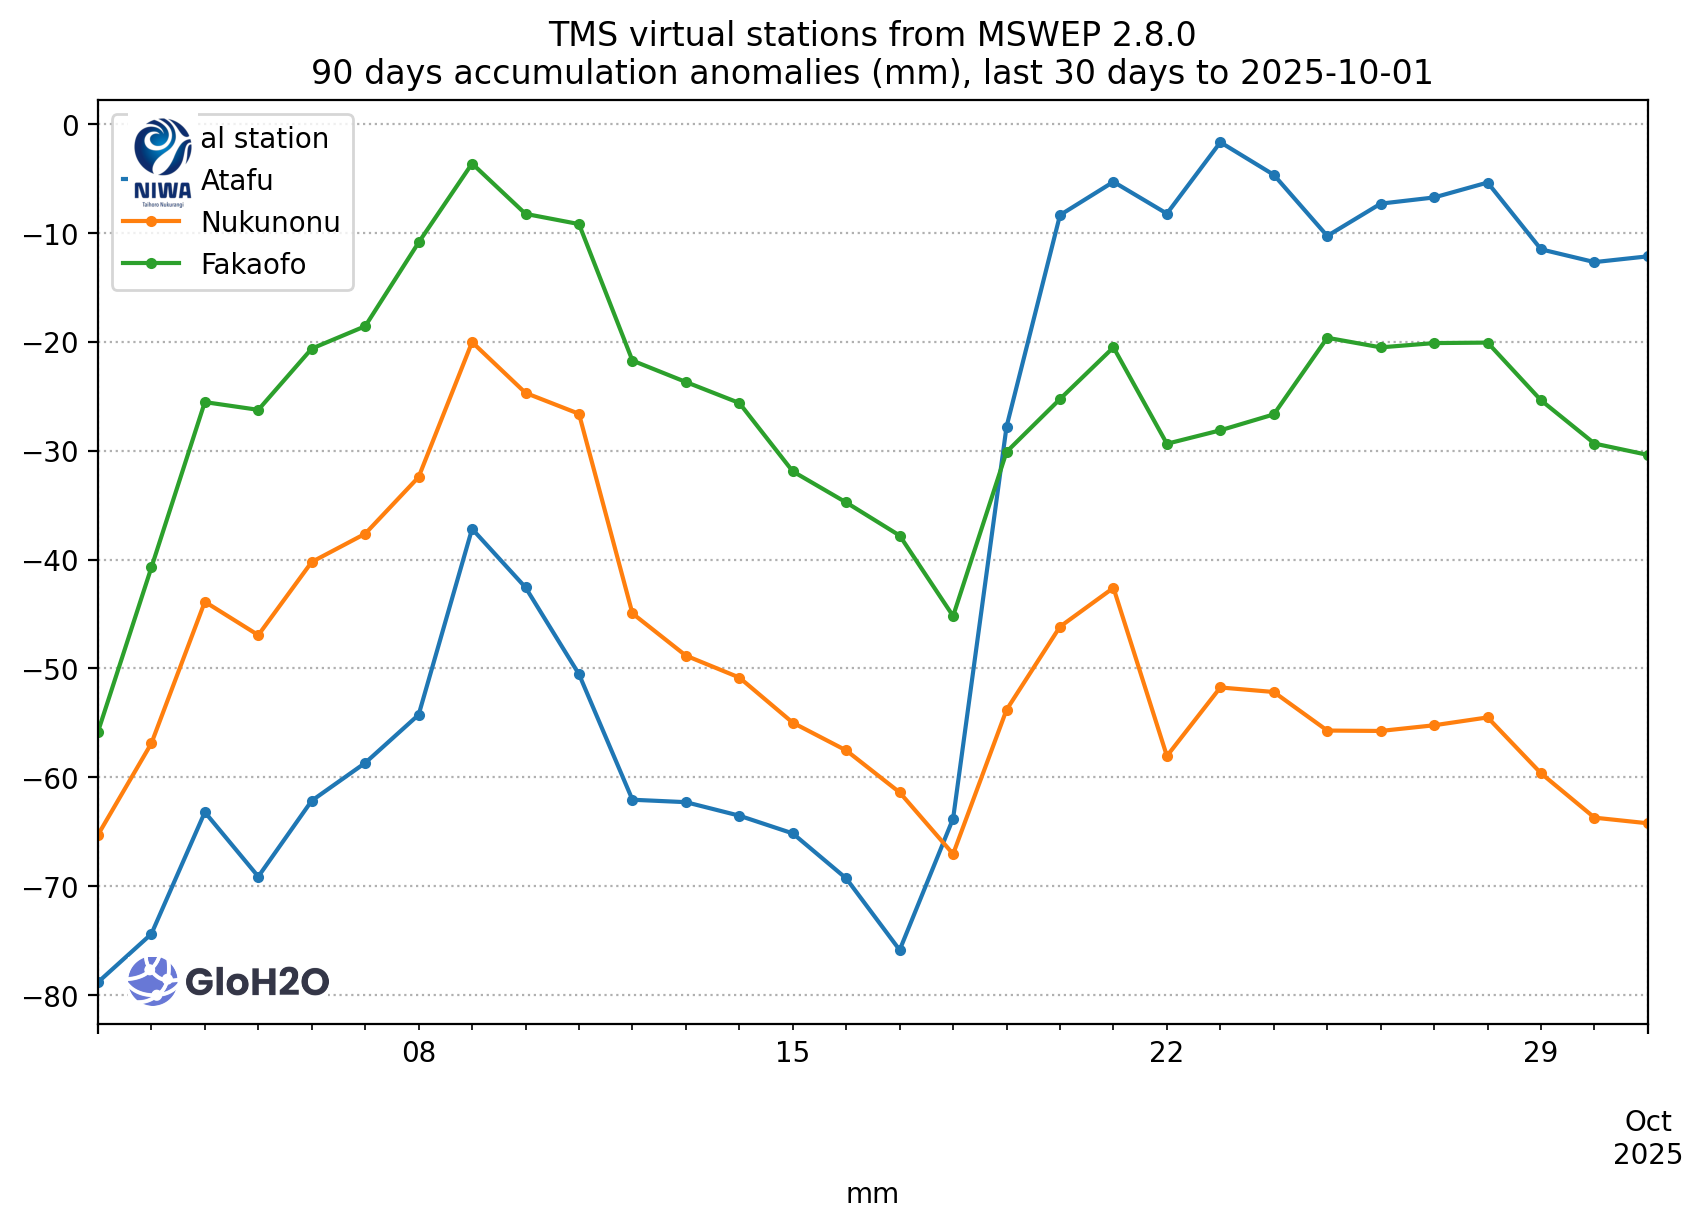 TMS virtual stations from MSWEP 2.8.0
90 days accumulation anomalies (mm), last 30 days to 2025-10-01
al station
Atafu
Nukunonu
Fakaofo
NIWA
Taihoro Nukurangi
0
−10
−20
−30
−40
−50
−60
−70
−80
GloH2O
08
15
22
29
Oct
2025
mm